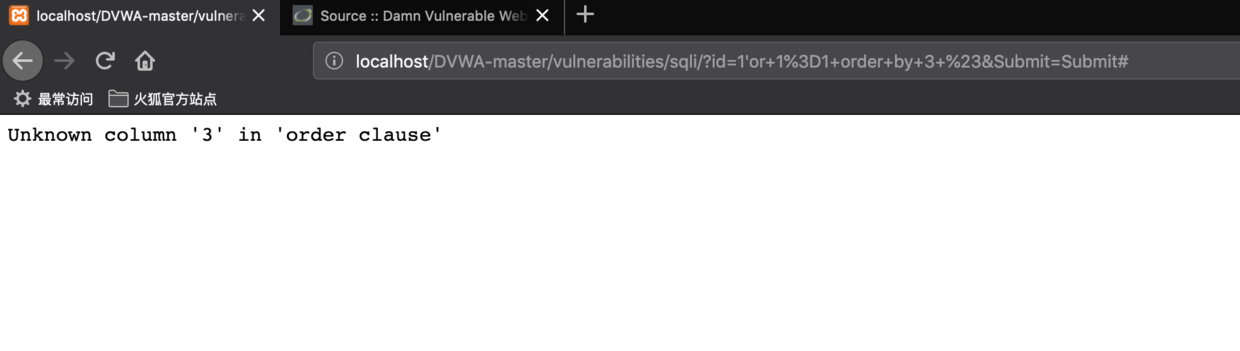 localhost/DVWA-master/vulnera
Source :: Damn Vulnerable Web
localhost/DVWA-master/vulnerabilities/sqli/?id=1'or+1%3D1+order+by+3+%23&Submit=Submit#
最常访问 火狐官方站点
Unknown column '3' in 'order clause'